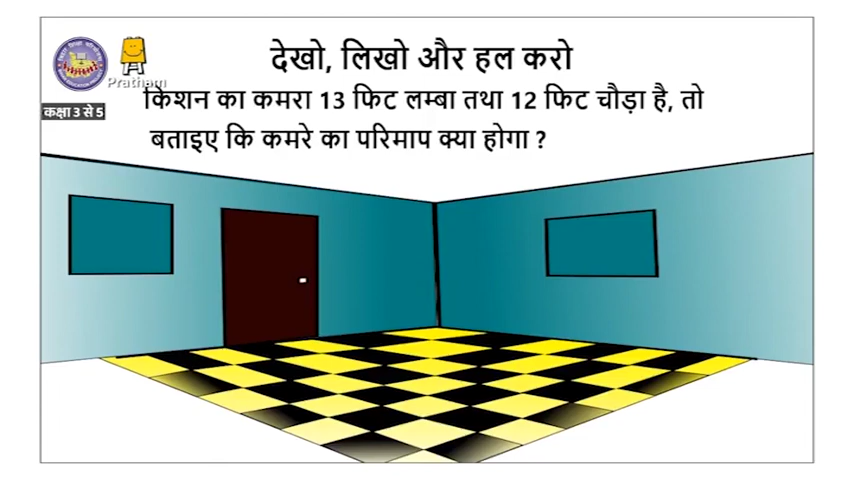 देखो, लिखो और हल करो
Pratham
किशन का कमरा 13 फिट लम्बा तथा 12 फिट चौड़ा है, तो
कक्षा 3 से 5
बताइए कि कमरे का परिमाप क्या होगा ?